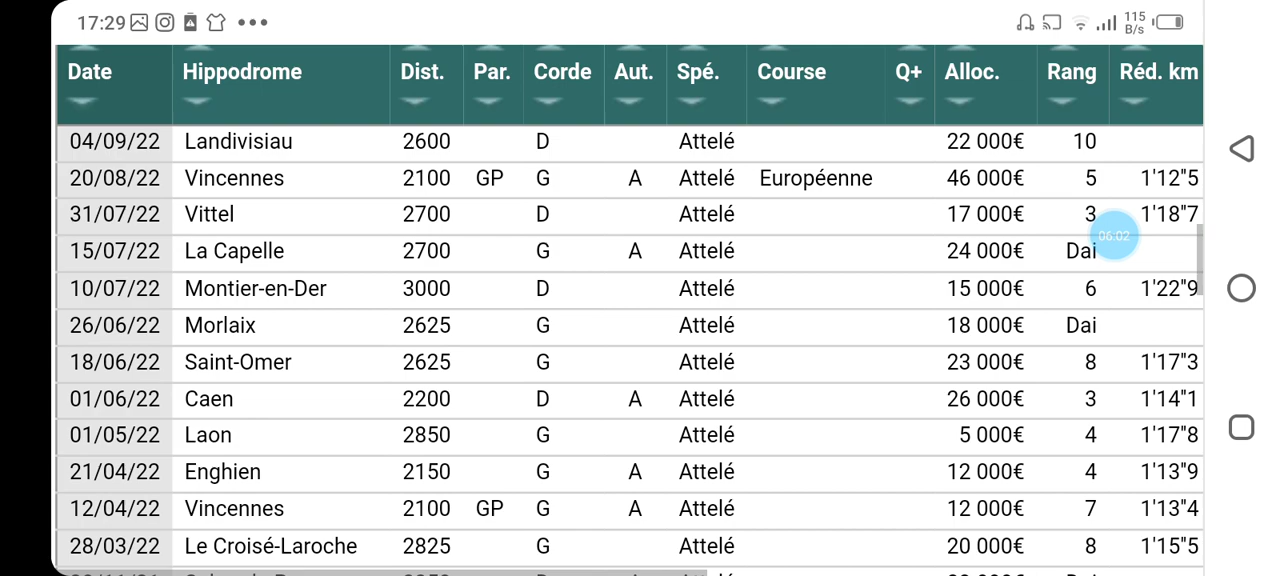 17:29 115 B/s
Date Hippodrome Dist. Par. Corde Aut. Spé. Course Q+ Alloc. Rang Réd. km
04/09/22 Landivisiau 2600 D Attelé 22 000€ 10
20/08/22 Vincennes 2100 GP G A Attelé Européenne 46 000€ 5 1'12"5
31/07/22 Vittel 2700 D Attelé 17 000€ 3 1'18"7
06:02
15/07/22 La Capelle 2700 G A Attelé 24 000€ Dai
10/07/22 Montier-en-Der 3000 D Attelé 15 000€ 6 1'22"9
26/06/22 Morlaix 2625 G Attelé 18 000€ Dai
18/06/22 Saint-Omer 2625 G Attelé 23 000€ 8 1'17"3
01/06/22 Caen 2200 D A Attelé 26 000€ 3 1'14"1
01/05/22 Laon 2850 G Attelé 5 000€ 4 1'17"8
21/04/22 Enghien 2150 G A Attelé 12 000€ 4 1'13"9
12/04/22 Vincennes 2100 GP G A Attelé 12 000€ 7 1'13"4
28/03/22 Le Croisé-Laroche 2825 G Attelé 20 000€ 8 1'15"5